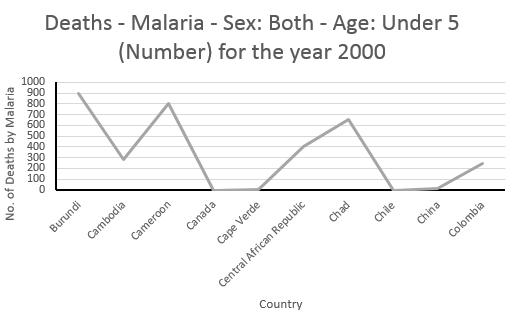 Deaths - Malaria - Sex: Both - Age: Under 5
(Number) for the year 2000
No. of Deaths by Malaria
1000
900
800
700
600
500
400
300
200
100
0
Burundi
Cambodia
Cameroon
Canada
Cape Verde
Central African Republic
Chad
Chile
China
Colombia
Country